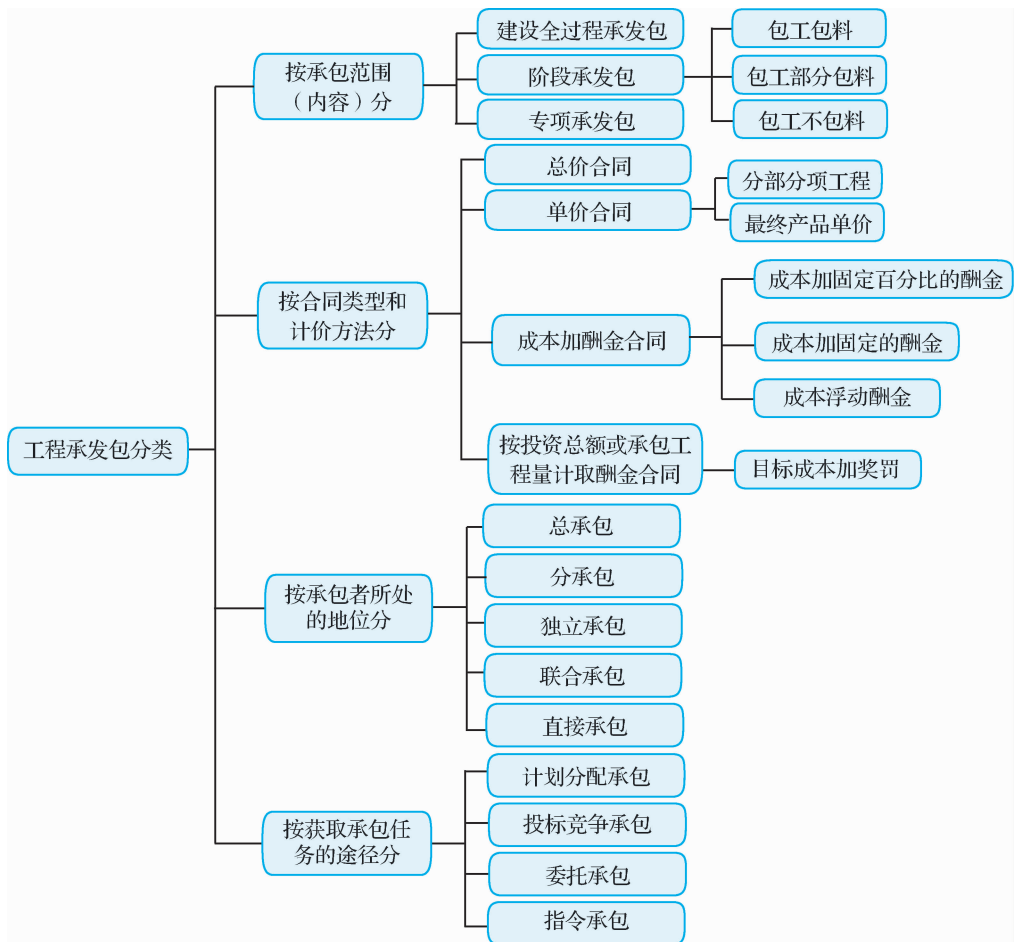 工程承发包分类
按承包范围
（内容）分
建设全过程承发包
阶段承发包
包工包料
包工部分包料
包工不包料
专项承发包
按合同类型和
计价方法分
总价合同
单价合同
分部分项工程
最终产品单价
成本加酬金合同
成本加固定百分比的酬金
成本加固定的酬金
成本浮动酬金
按投资总额或承包工
程量计取酬金合同
目标成本加奖罚
按承包者所处
的地位分
总承包
分承包
独立承包
联合承包
直接承包
按获取承包任
务的途径分
计划分配承包
投标竞争承包
委托承包
指令承包